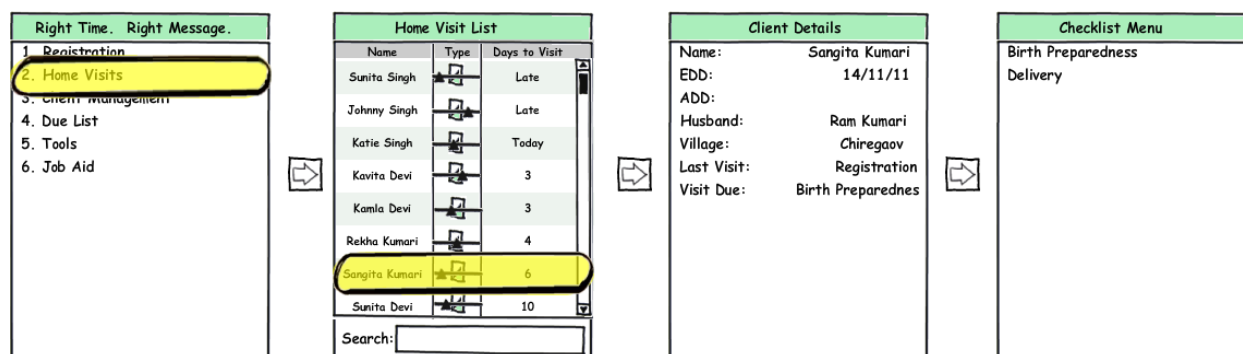 Right Time. Right Message.
1. Registration
2. Home Visits
3. Client Management
4. Due List
5. Tools
6. Job Aid
Home Visit List
Name Type Days to Visit
Sunita Singh Late
Johnny Singh Late
Katie Singh Today
Kavita Devi 3
Kamla Devi 3
Rekha Kumari 4
Sangita Kumari 6
Sunita Devi 10
Search:
Client Details
Name: Sangita Kumari
EDD: 14/11/11
ADD:
Husband: Ram Kumari
Village: Chiregaov
Last Visit: Registration
Visit Due: Birth Preparednes
Checklist Menu
Birth Preparedness
Delivery